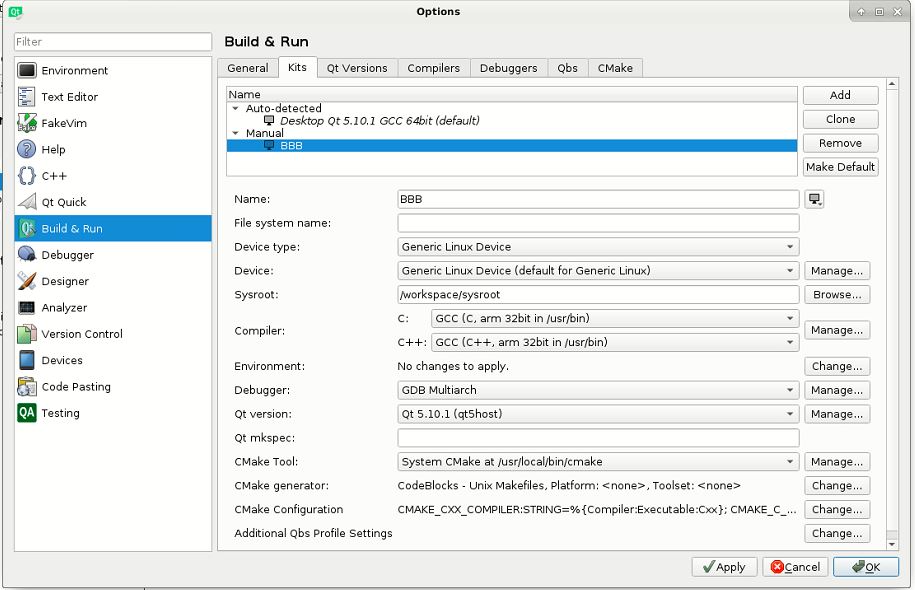 Options
Filter
Build & Run
Environment
Text Editor
FakeVim
Help
C++
Qt Quick
Build & Run
Debugger
Designer
Analyzer
Version Control
Devices
Code Pasting
QA Testing
General Kits Qt Versions Compilers Debuggers Qbs CMake
Name
Auto-detected
Desktop Qt 5.10.1 GCC 64bit (default)
Manual
BBB
Add
Clone
Remove
Make Default
Name: BBB
File system name:
Device type: Generic Linux Device
Device: Generic Linux Device (default for Generic Linux) Manage...
Sysroot: /workspace/sysroot Browse...
Compiler: C: GCC (C, arm 32bit in /usr/bin)
C++: GCC (C++, arm 32bit in /usr/bin) Manage...
Environment: No changes to apply. Change...
Debugger: GDB Multiarch Manage...
Qt version: Qt 5.10.1 (qt5host) Manage...
Qt mkspec:
CMake Tool: System CMake at /usr/local/bin/cmake Manage...
CMake generator: CodeBlocks - Unix Makefiles, Platform: <none>, Toolset: <none> Change...
CMake Configuration CMAKE_CXX_COMPILER:STRING=%{Compiler:Executable:Cxx}; CMAKE_C_... Change...
Additional Qbs Profile Settings Change...
Apply Cancel OK